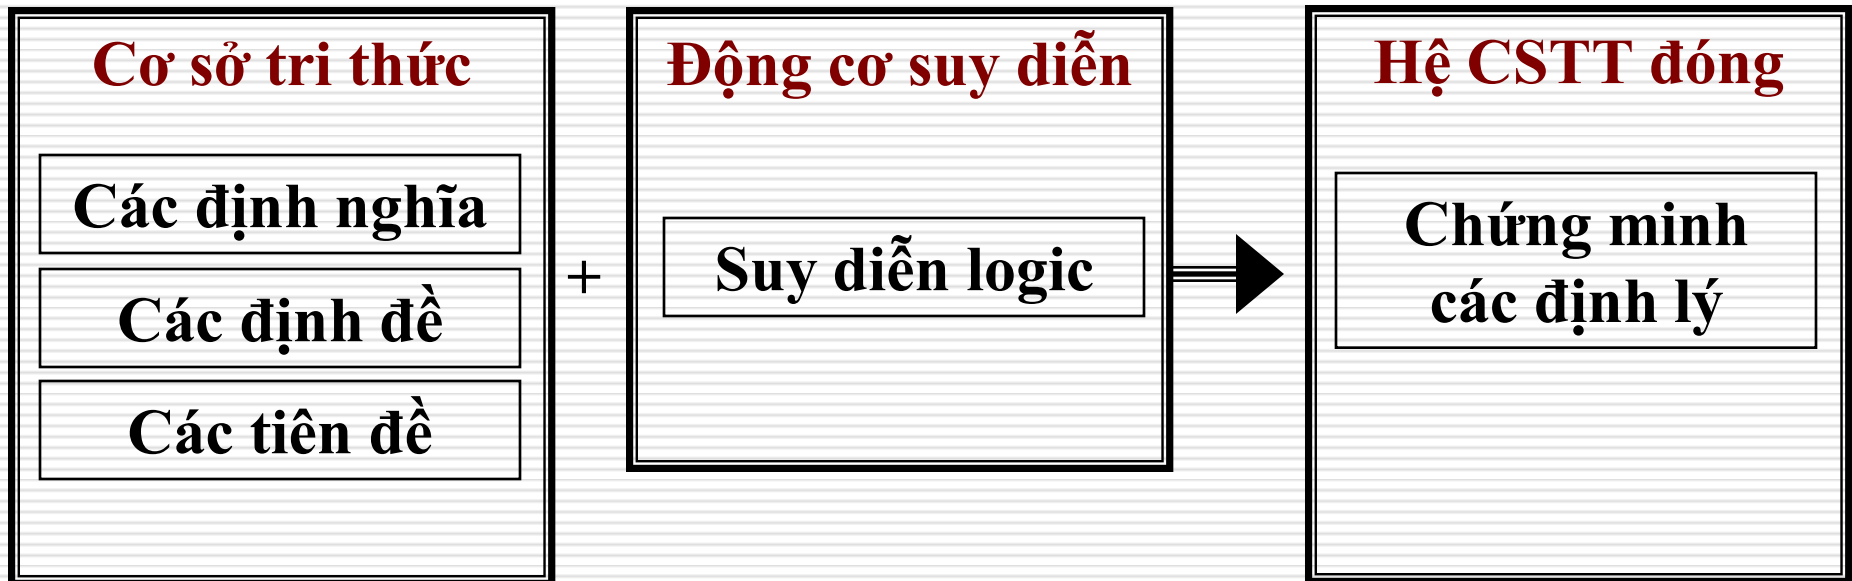 Cơ sở tri thức
Các định nghĩa
Các định đề
Các tiên đề
+
Động cơ suy diễn
Suy diễn logic
Hệ CSTT đóng
Chứng minh
các định lý